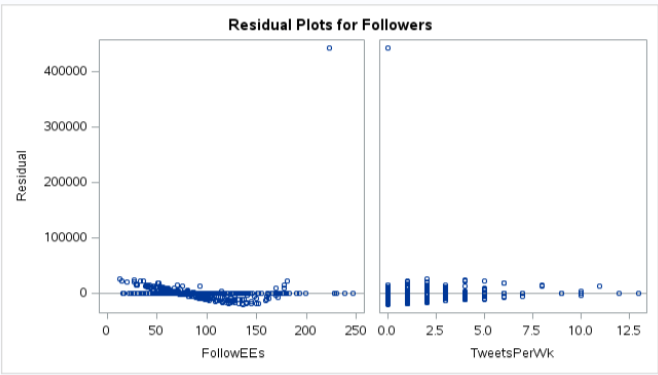 Residual Plots for Followers
Residual
400000
300000
200000
100000
0
0 50 100 150 200 250
FollowEEs
0.0 2.5 5.0 7.5 10.0 12.5
TweetsPerWk